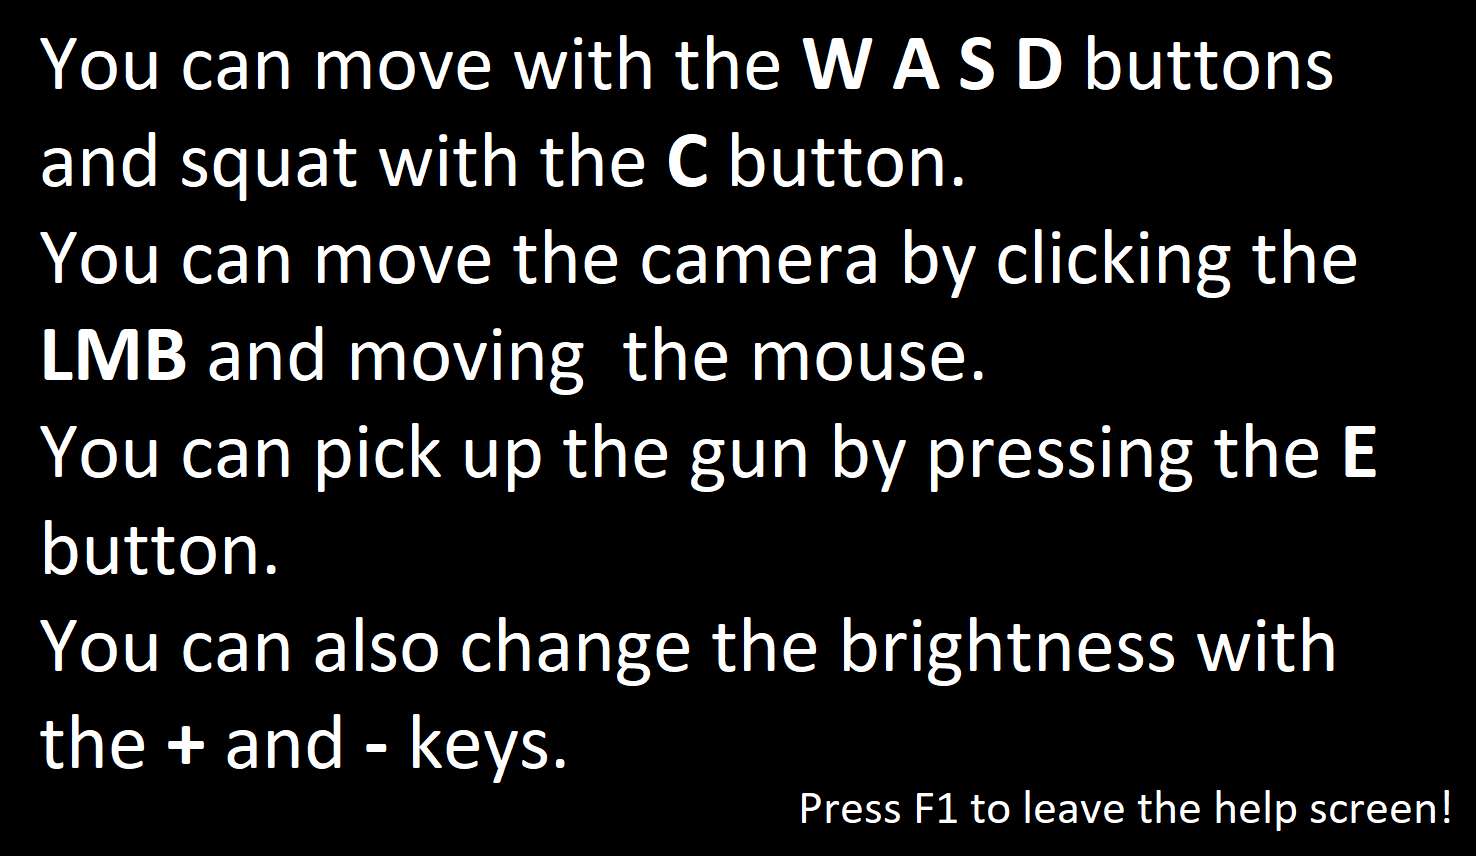 You can move with the W A S D buttons
and squat with the C button.
You can move the camera by clicking the
LMB and moving  the mouse.
You can pick up the gun by pressing the E
button.
You can also change the brightness with
the + and - keys.
Press F1 to leave the help screen!